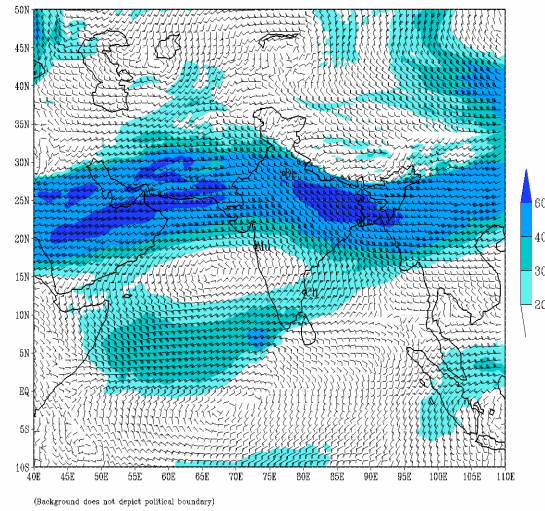 50N
45N
40N
35N
30N
25N
20N
15N
10N
5N
EQ
5S
10S
40E 45E 50E 55E 60E 65E 70E 75E 80E 85E 90E 95E 100E 105E 110E
60
40
30
20
(Background does not depict political boundary)